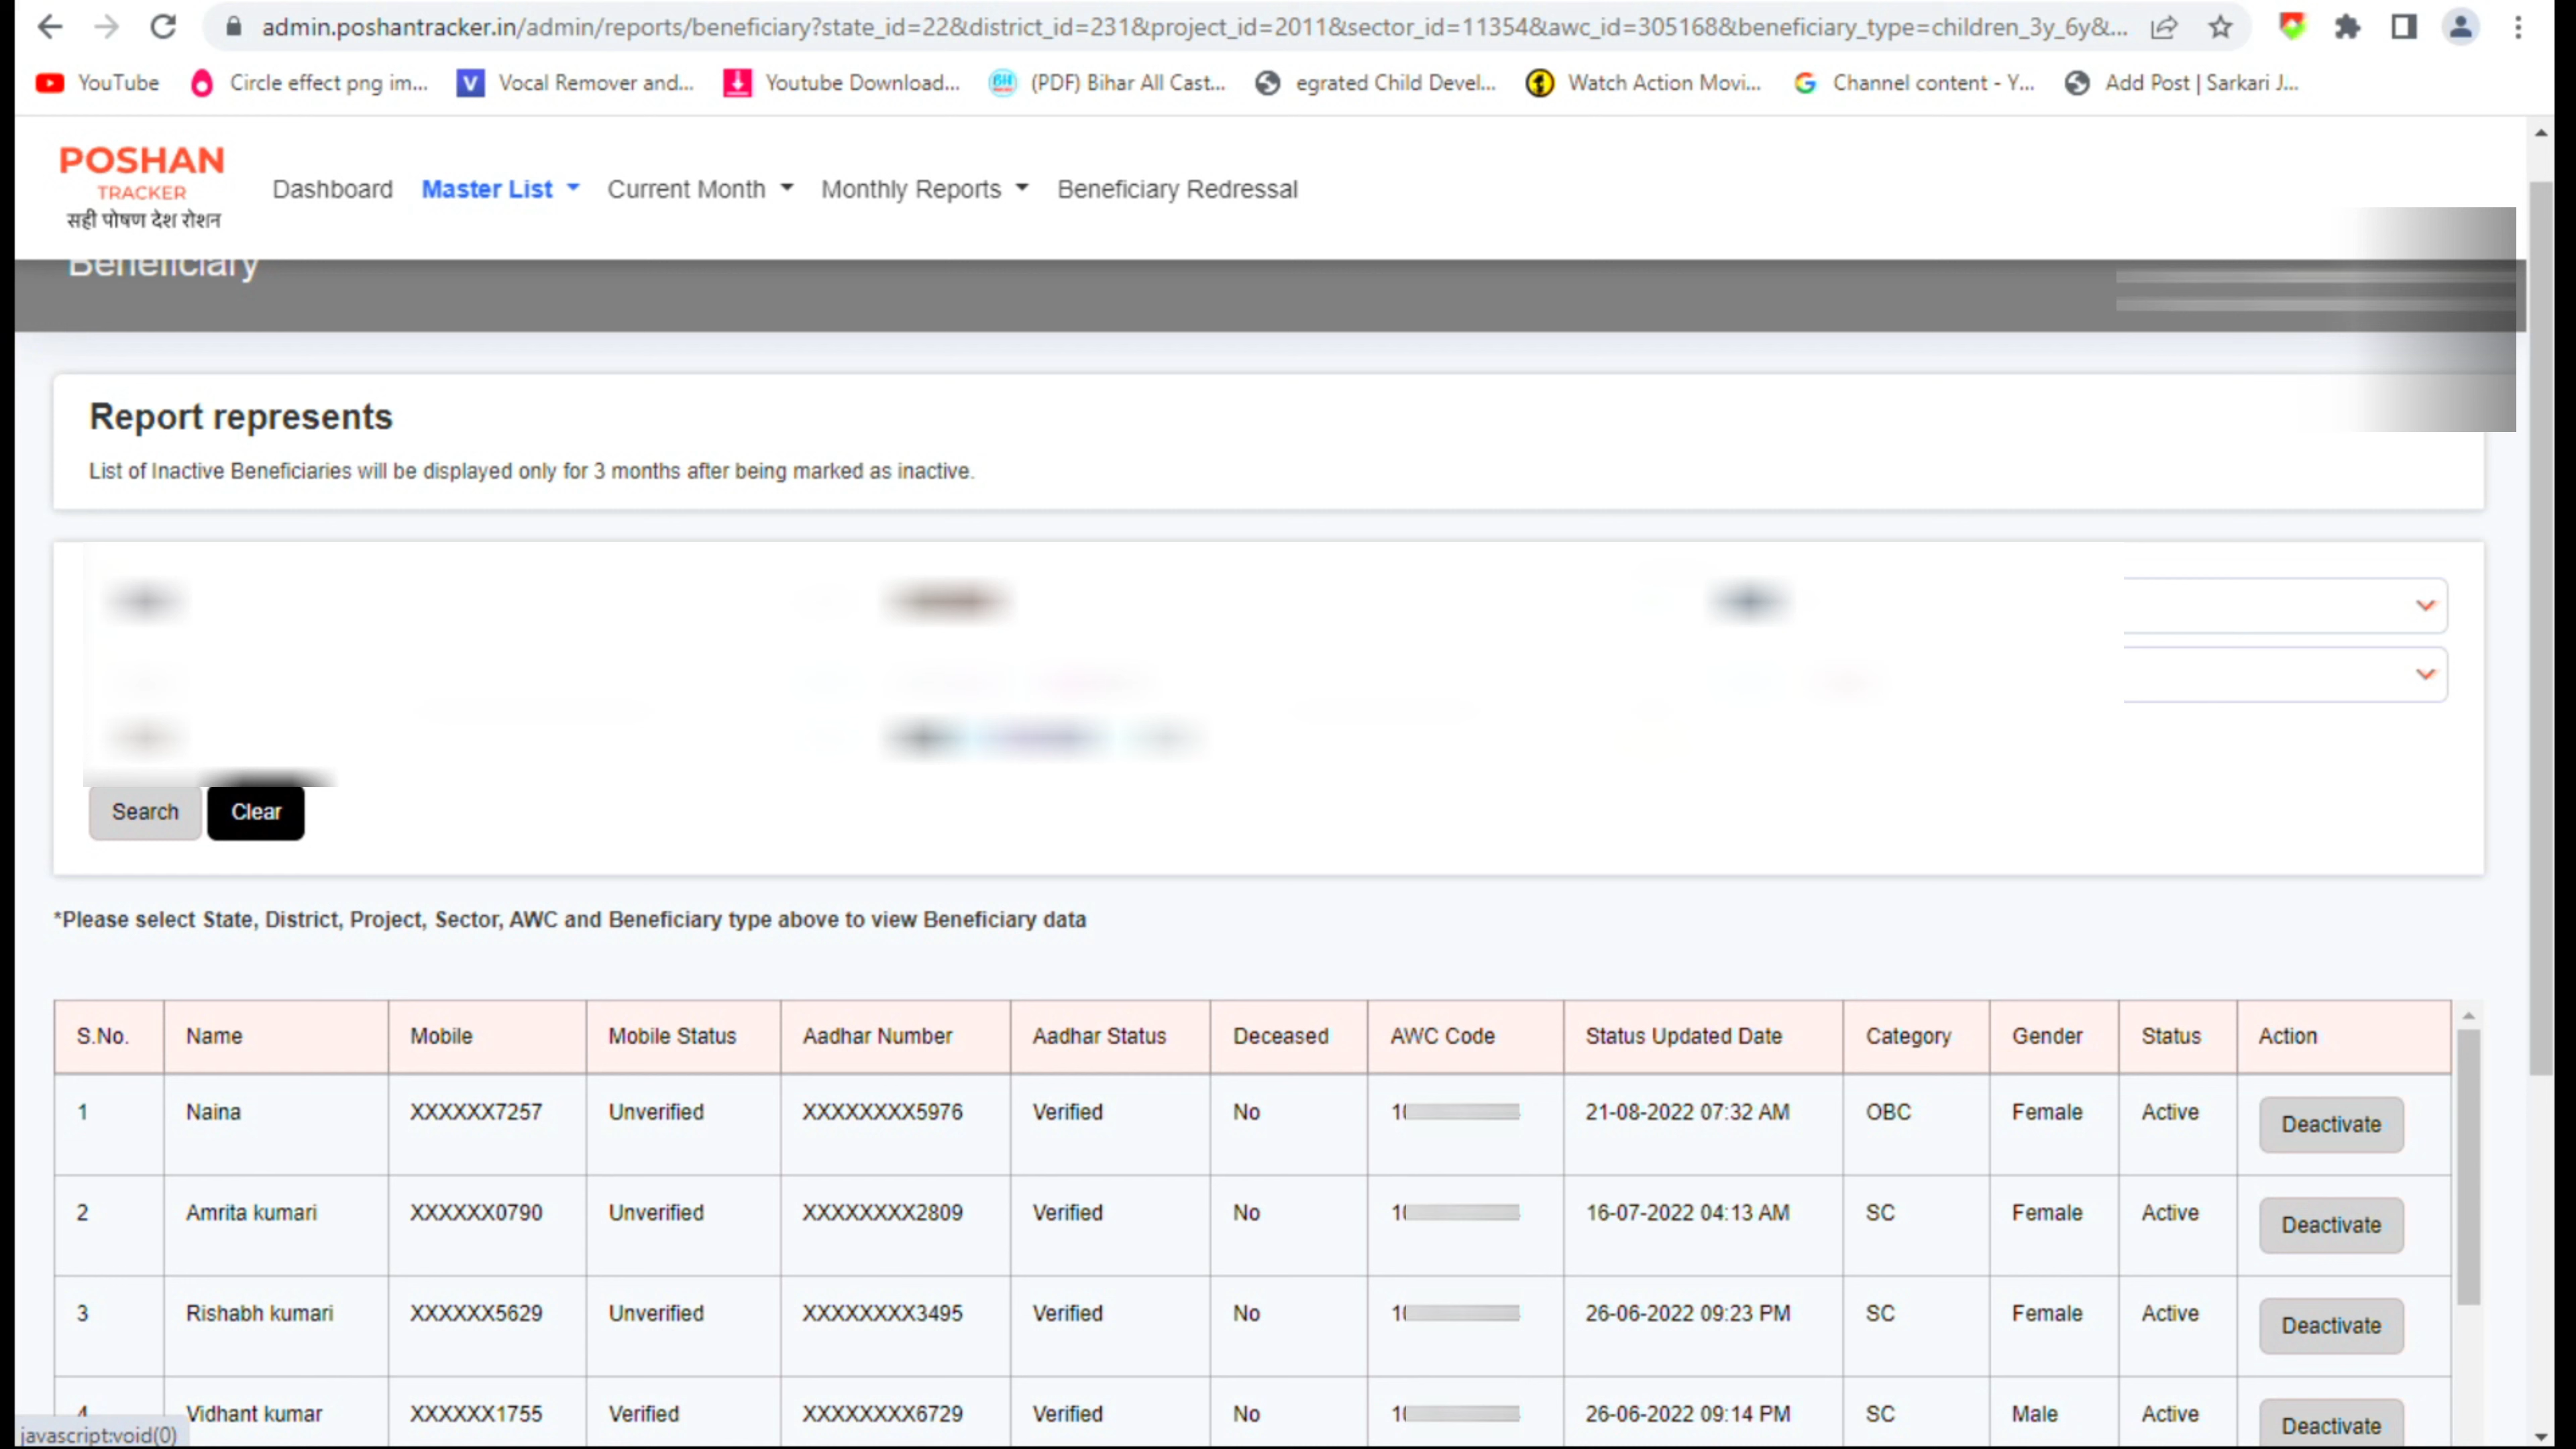 admin.poshantracker.in/admin/reports/beneficiary?state_id=22&district_id=231&project_id=2011&sector_id=11354&awc_id=305168&beneficiary_type=children_3y_6y&...
YouTube Circle effect png im... Vocal Remover and... Youtube Download... (PDF) Bihar All Cast... egrated Child Devel... Watch Action Movi... Channel content - Y... Add Post | Sarkari J...
POSHAN
TRACKER
सही पोषण देश रोशन
Dashboard Master List Current Month Monthly Reports Beneficiary Redressal
Beneficiary
Report represents
List of Inactive Beneficiaries will be displayed only for 3 months after being marked as inactive.
Search Clear
*Please select State, District, Project, Sector, AWC and Beneficiary type above to view Beneficiary data
S.No. Name Mobile Mobile Status Aadhar Number Aadhar Status Deceased AWC Code Status Updated Date Category Gender Status Action
1 Naina XXXXXX7257 Unverified XXXXXXXX5976 Verified No 21-08-2022 07:32 AM OBC Female Active Deactivate
2 Amrita kumari XXXXXX0790 Unverified XXXXXXXX2809 Verified No 16-07-2022 04:13 AM SC Female Active Deactivate
3 Rishabh kumari XXXXXX5629 Unverified XXXXXXXX3495 Verified No 26-06-2022 09:23 PM SC Female Active Deactivate
4 Vidhant kumar XXXXXX1755 Verified XXXXXXXX6729 Verified No 26-06-2022 09:14 PM SC Male Active Deactivate
javascript:void(0)